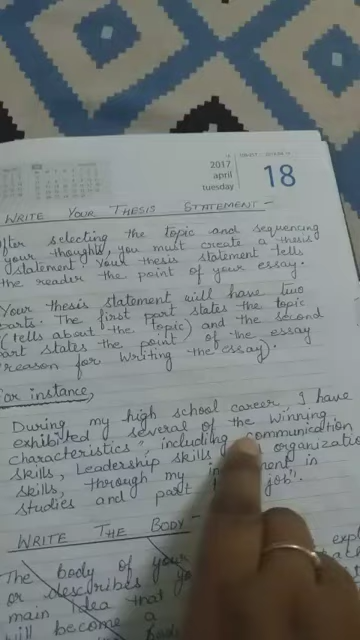 2017
april
tuesday
18
WRITE YOUR THESIS STATEMENT -
After selecting the topic and sequencing
your thoughts, you must create a thesis
statement. Your thesis statement tells
the reader the point of your essay.
Your thesis statement will have two
parts. The first part states the topic
(tells about the topic) and the second
part states the point of the essay
(reason for writing the essay).
For instance,
During my high school career I have
exhibited several of the winning
characteristics", including communication
skills, Leadership skills organization
skills, through my in
studies and part job".
WRITE THE BODY -
The body of your expl
or describes yo
main idea that
will become a